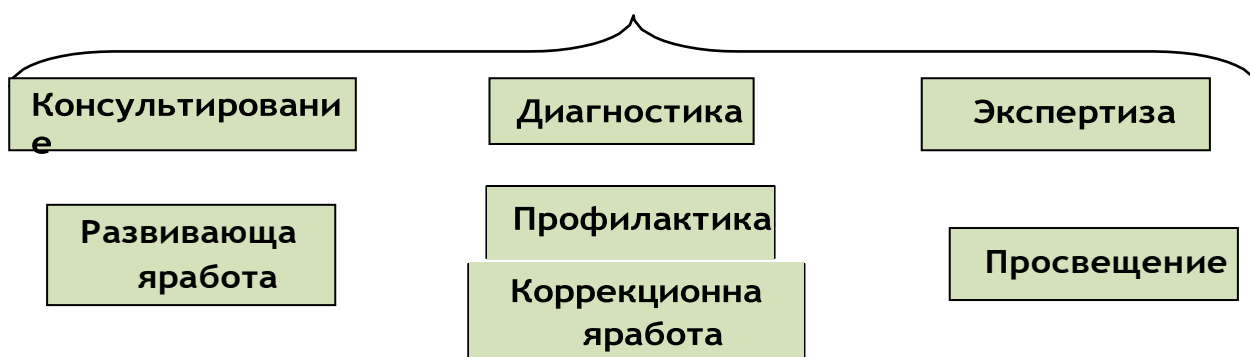 Консультировани
е
Диагностика
Экспертиза
Развивающа
яработа
Профилактика
Просвещение
Коррекционна
яработа